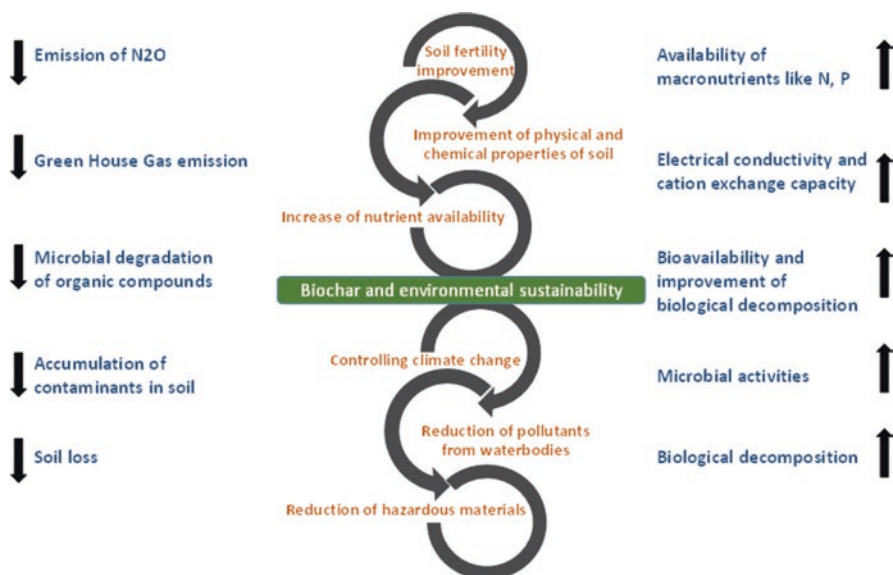 Emission of N2O
Green House Gas emission
Microbial degradation
of organic compounds
Accumulation of
contaminants in soil
Soil loss
Soil fertility
improvement
Improvement of physical and
chemical properties of soil
Increase of nutrient availability
Biochar and environmental sustainability
Controlling climate change
Reduction of pollutants
from waterbodies
Reduction of hazardous materials
Availability of
macronutrients like N, P
Electrical conductivity and
cation exchange capacity
Bioavailability and
improvement of
biological decomposition
Microbial activities
Biological decomposition